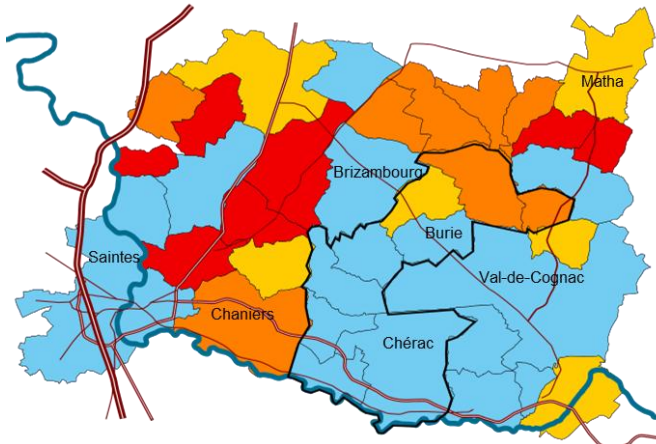 Matha
Brizambourg
Burie
Saintes
Val-de-Cognac
Chaniers
Chérac